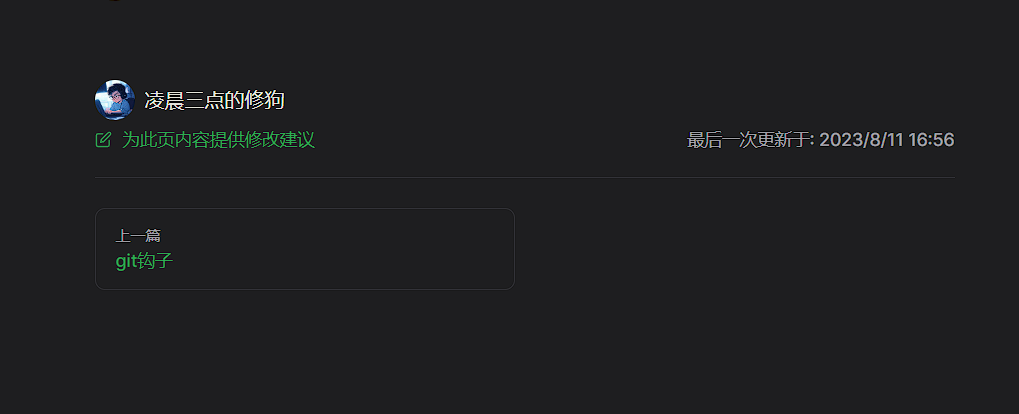 凌晨三点的修狗
为此页内容提供修改建议
最后一次更新于: 2023/8/11 16:56
上一篇
git钩子